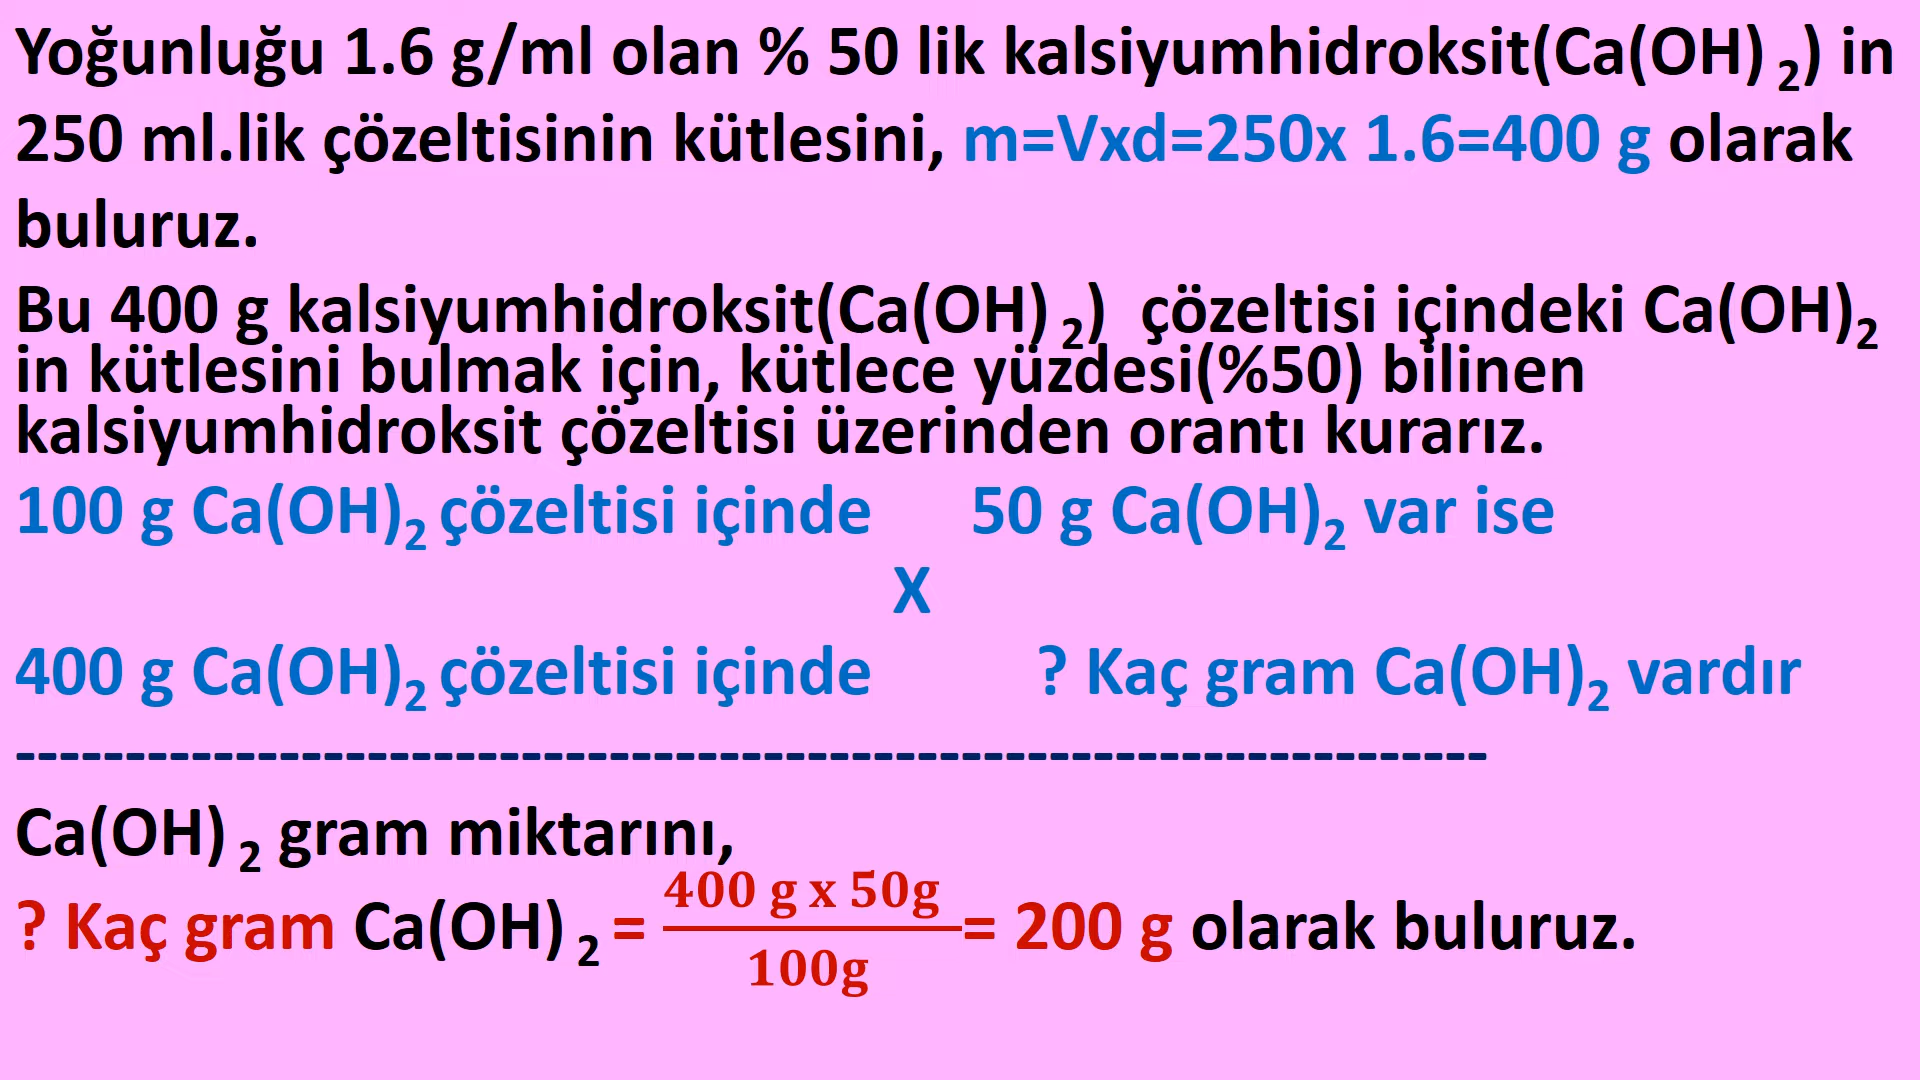 Yoğunluğu 1.6 g/ml olan % 50 lik kalsiyumhidroksit(Ca(OH) ₂) in
250 ml.lik çözeltisinin kütlesini, m=Vxd=250x 1.6=400 g olarak
buluruz.
Bu 400 g kalsiyumhidroksit(Ca(OH) ₂) çözeltisi içindeki Ca(OH)₂
in kütlesini bulmak için, kütlece yüzdesi(%50) bilinen
kalsiyumhidroksit çözeltisi üzerinden orantı kurarız.
100 g Ca(OH)₂ çözeltisi içinde 50 g Ca(OH)₂ var ise
X
400 g Ca(OH)₂ çözeltisi içinde ? Kaç gram Ca(OH)₂ vardır
-------------------------------------------------------------------
Ca(OH) ₂ gram miktarını,
400 g x 50g
? Kaç gram Ca(OH) ₂ = = 200 g olarak buluruz.
100g